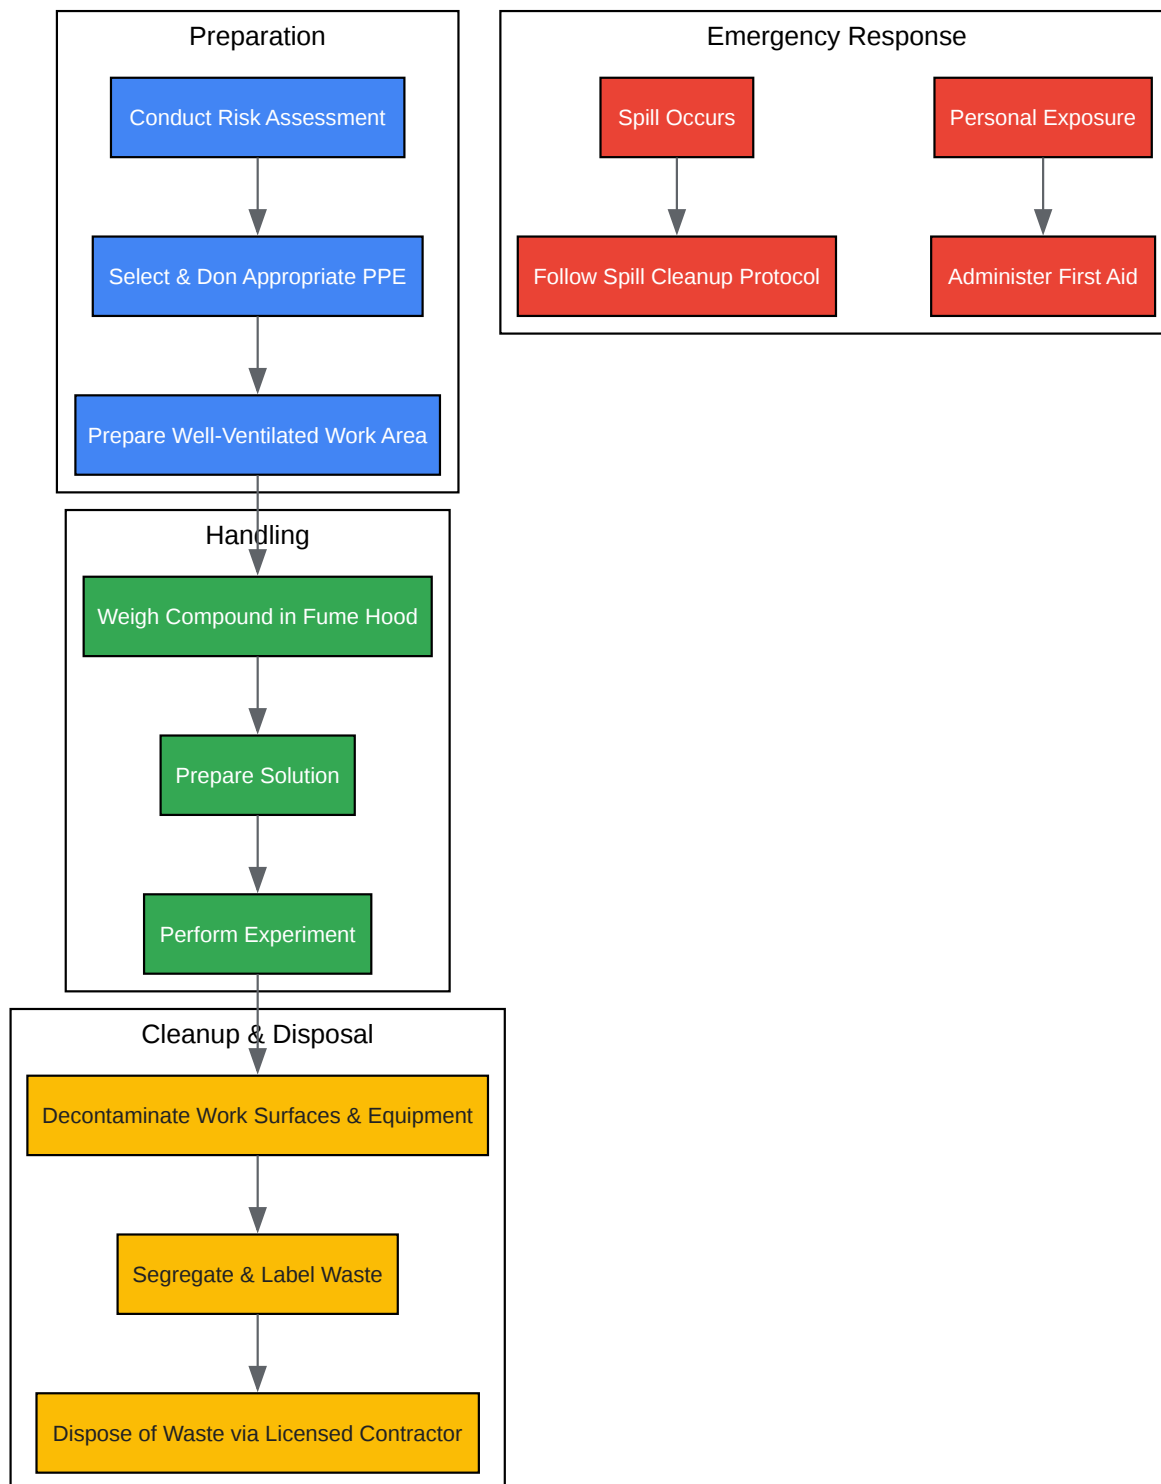 Preparation
Conduct Risk Assessment
Select & Don Appropriate PPE
Prepare Well-Ventilated Work Area
Handling
Weigh Compound in Fume Hood
Prepare Solution
Perform Experiment
Cleanup & Disposal
Decontaminate Work Surfaces & Equipment
Segregate & Label Waste
Dispose of Waste via Licensed Contractor
Emergency Response
Spill Occurs
Follow Spill Cleanup Protocol
Personal Exposure
Administer First Aid